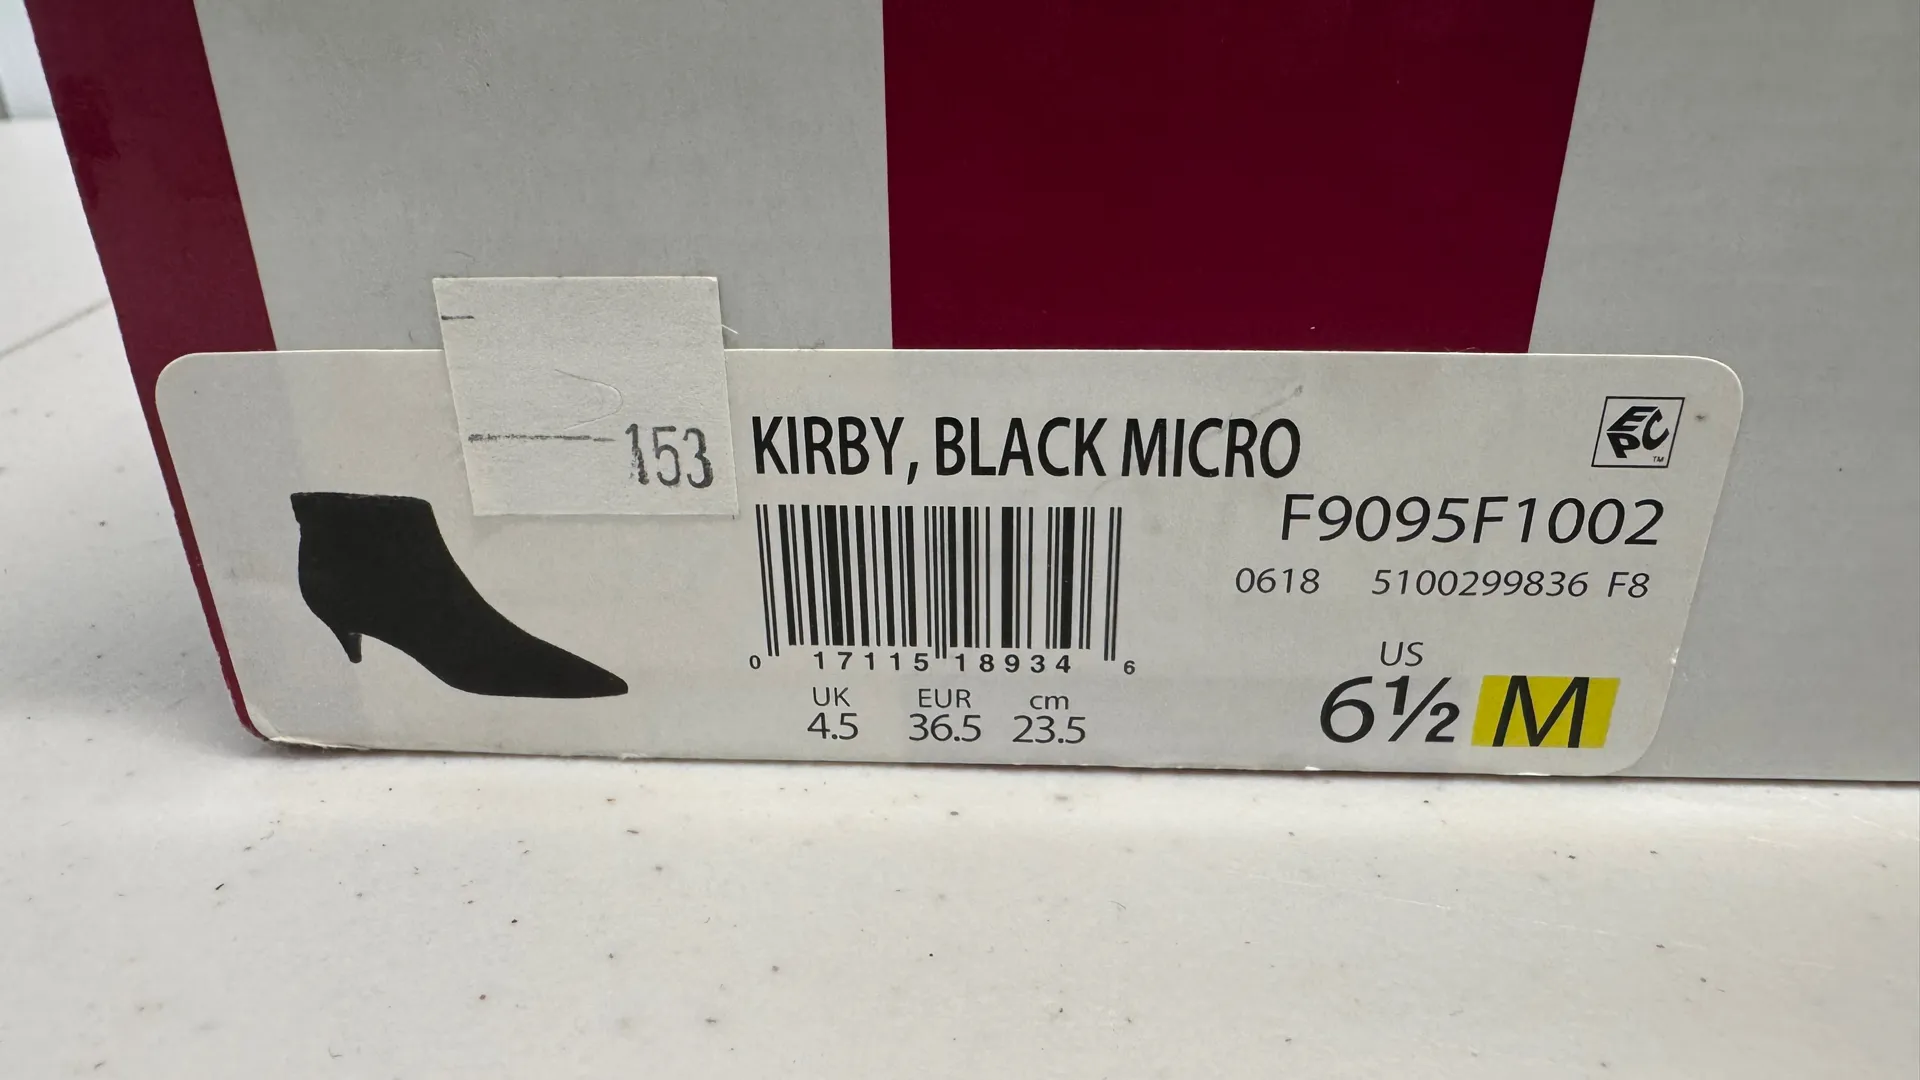 153
KIRBY, BLACK MICRO
EPC
TM
F9095F1002
0618 5100299836 F8
0 17115 18934 6
US
6½ M
UK EUR cm
4.5 36.5 23.5